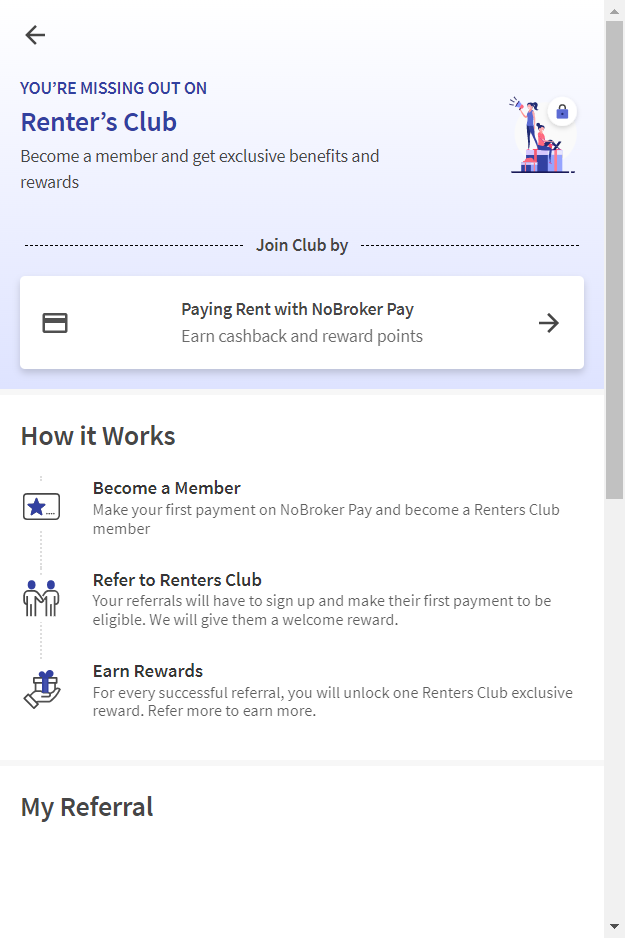 YOU’RE MISSING OUT ON
Renter’s Club
Become a member and get exclusive benefits and
rewards
Join Club by
Paying Rent with NoBroker Pay
Earn cashback and reward points
How it Works
Become a Member
Make your first payment on NoBroker Pay and become a Renters Club
member
Refer to Renters Club
Your referrals will have to sign up and make their first payment to be
eligible. We will give them a welcome reward.
Earn Rewards
For every successful referral, you will unlock one Renters Club exclusive
reward. Refer more to earn more.
My Referral